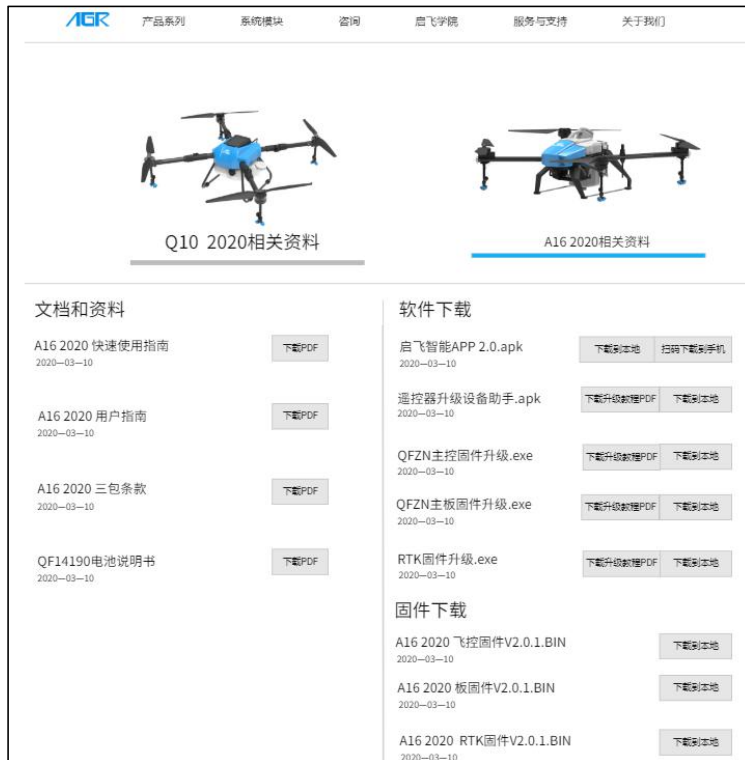 AGR 产品系列 系统模块 咨询 启飞学院 服务与支持 关于我们
Q10 2020相关资料
A16 2020相关资料
文档和资料
A16 2020 快速使用指南 下载PDF
2020—03—10
A16 2020 用户指南 下载PDF
2020—03—10
A16 2020 三包条款 下载PDF
2020—03—10
QF14190电池说明书 下载PDF
2020—03—10
软件下载
启飞智能APP 2.0.apk 下载到本地 扫码下载到手机
2020—03—10
遥控器升级设备助手.apk 下载升级教程PDF 下载到本地
2020—03—10
QFZN主控固件升级.exe 下载升级教程PDF 下载到本地
2020—03—10
QFZN主板固件升级.exe 下载升级教程PDF 下载到本地
2020—03—10
RTK固件升级.exe 下载升级教程PDF 下载到本地
2020—03—10
固件下载
A16 2020 飞控固件V2.0.1.BIN 下载到本地
2020—03—10
A16 2020 板固件V2.0.1.BIN 下载到本地
2020—03—10
A16 2020 RTK固件V2.0.1.BIN 下载到本地
2020—03—10